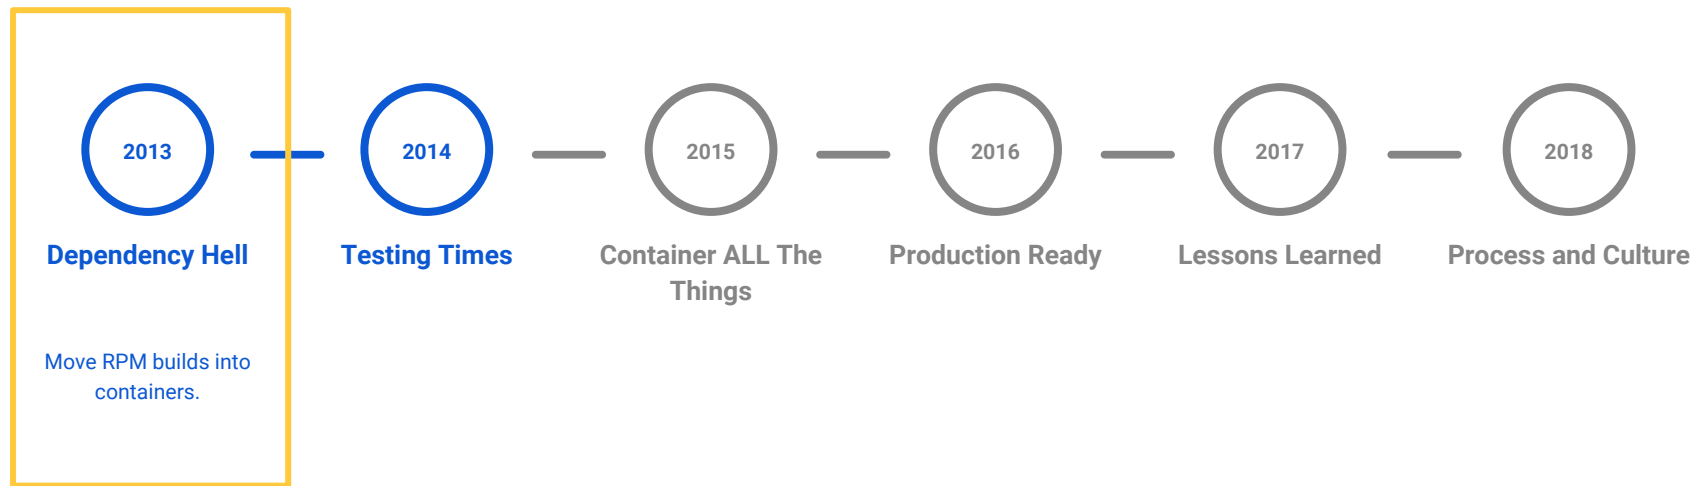 2013
2014
2015
2016
2017
2018
Dependency Hell
Testing Times
Container ALL The
Things
Production Ready
Lessons Learned
Process and Culture
Move RPM builds into
containers.